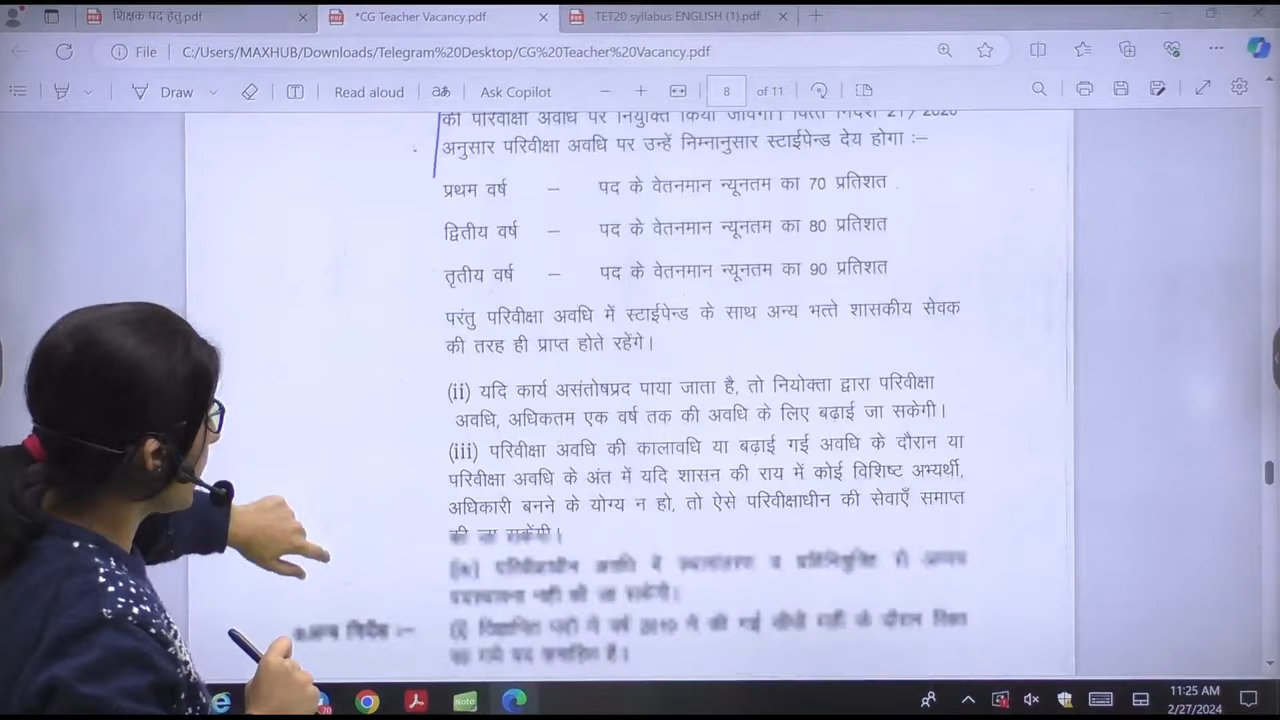 शिक्षक पद हेतु.pdf
*CG Teacher Vacancy.pdf
TET20 syllabus ENGLISH (1).pdf
File C:/Users/MAXHUB/Downloads/Telegram%20Desktop/CG%20Teacher%20Vacancy.pdf
Draw Read aloud Ask Copilot 8 of 11
की परिवीक्षा अवधि पर नियुक्त किया जायेगा।
अनुसार परिवीक्षा अवधि पर उन्हें निम्नानुसार स्टाईपेन्ड देय होगा :–
प्रथम वर्ष – पद के वेतनमान न्यूनतम का 70 प्रतिशत
द्वितीय वर्ष – पद के वेतनमान न्यूनतम का 80 प्रतिशत
तृतीय वर्ष – पद के वेतनमान न्यूनतम का 90 प्रतिशत
परंतु परिवीक्षा अवधि में स्टाईपेन्ड के साथ अन्य भत्ते शासकीय सेवक
की तरह ही प्राप्त होते रहेंगे।
(ii) यदि कार्य असंतोषप्रद पाया जाता है, तो नियोक्ता द्वारा परिवीक्षा
अवधि, अधिकतम एक वर्ष तक की अवधि के लिए बढ़ाई जा सकेगी।
(iii) परिवीक्षा अवधि की कालावधि या बढ़ाई गई अवधि के दौरान या
परिवीक्षा अवधि के अंत में यदि शासन की राय में कोई विशिष्ट अभ्यर्थी,
अधिकारी बनने के योग्य न हो, तो ऐसे परिवीक्षाधीन की सेवाएँ समाप्त
की जा सकेंगी।
Note
11:25 AM
2/27/2024